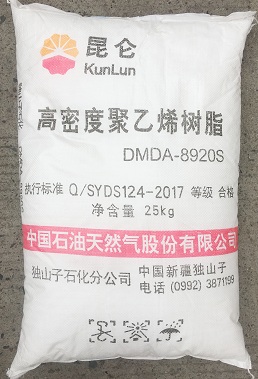 昆仑
KunLun
高密度聚乙烯树脂
DMDA-8920S
执行标准 Q/SYDS124-2017 等级 合格
净含量 25kg
中国石油天然气股份有限公司
独山子石化分公司 中国新疆独山子
电话 (0992) 3871199